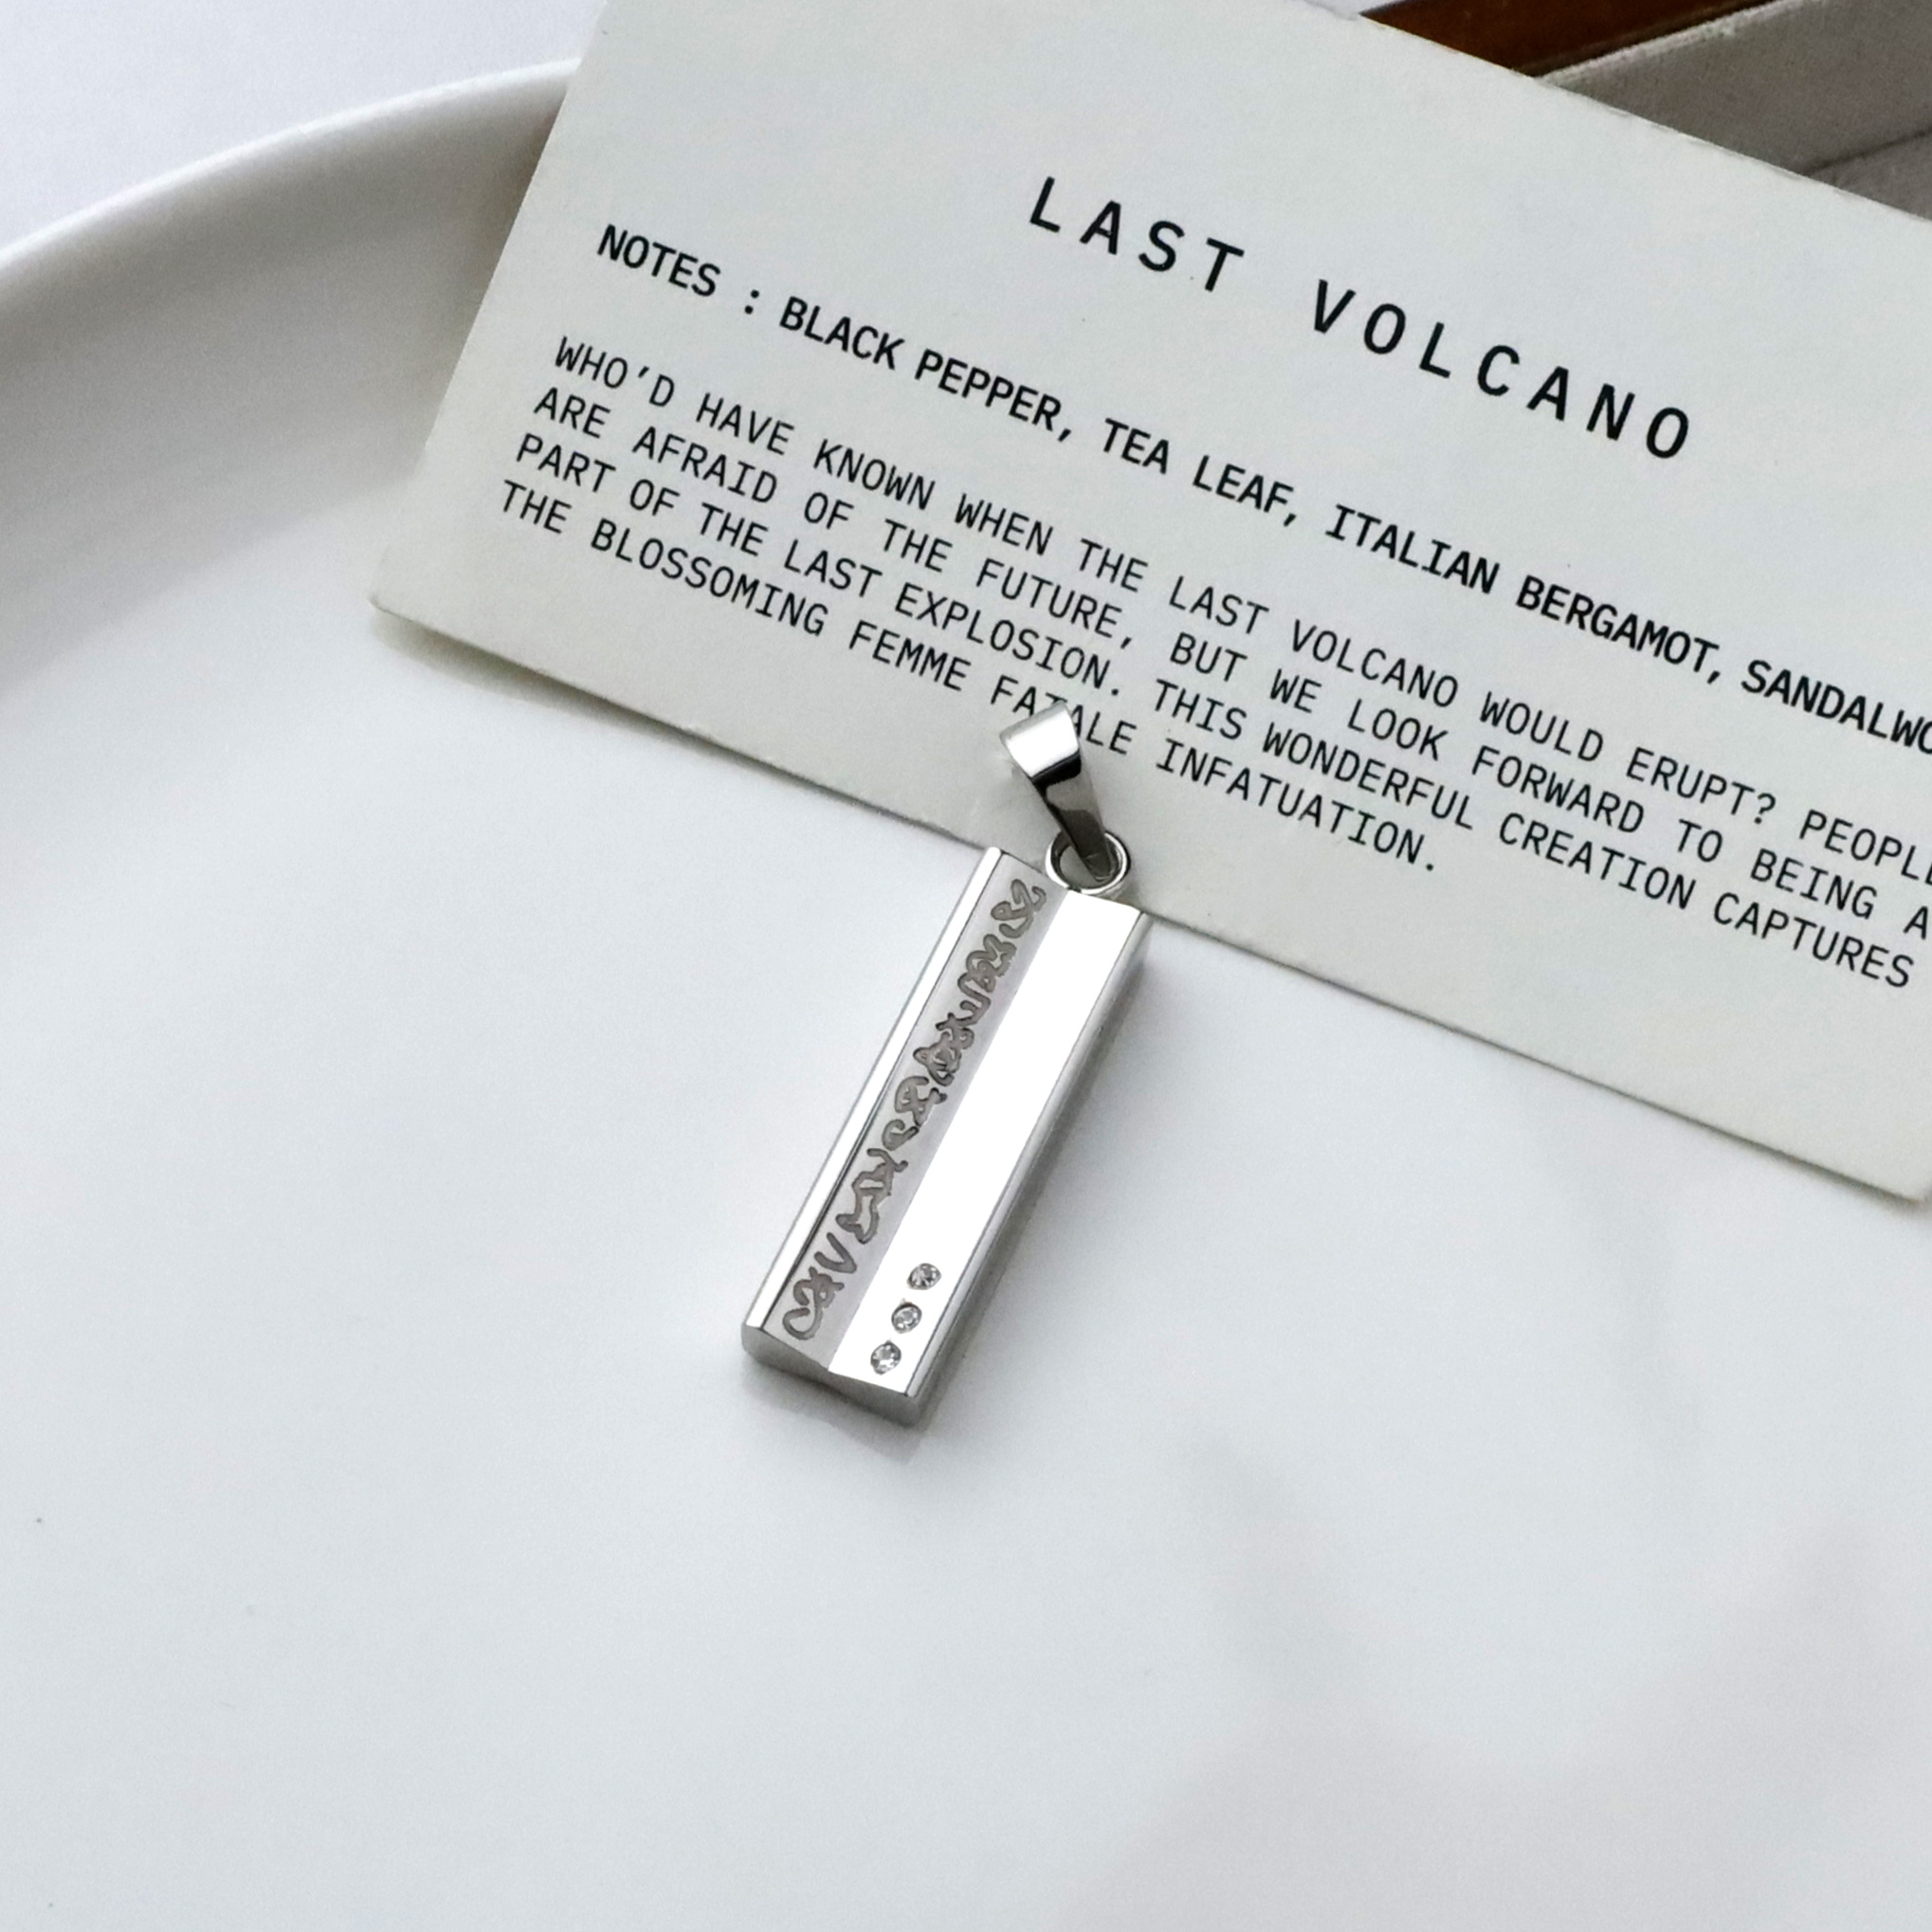 LAST VOLCANO
NOTES : BLACK PEPPER, TEA LEAF, ITALIAN BERGAMOT,
WHO'D HAVE KNOWN WHEN THE LAST VOLCANO WOULD ERUPT? PEOPLE
ARE AFRAID OF THE FUTURE, BUT WE LOOK FORWARD TO BEING A
PART OF THE LAST EXPLOSION. THIS WONDERFUL CREATION CAPTURES
THE BLOSSOMING FEMME FATALE INFATUATION.